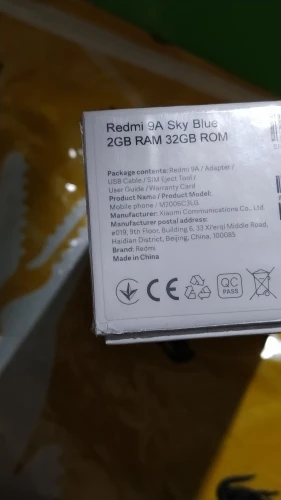 Redmi 9A Sky Blue
2GB RAM 32GB ROM
Package contents: Redmi 9A / Adapter /
USB Cable / SIM Eject Tool /
User Guide / Warranty Card
Product Name / Product Model:
Mobile phone / M2006C3LG
Manufacturer: Xiaomi Communications Co., Ltd.
Manufacturer postal address:
#019, 9th Floor, Building 6, 33 Xi'erqi Middle Road,
Haidian District, Beijing, China, 100085
Brand: Redmi
Made in China
CE
QC
PASS